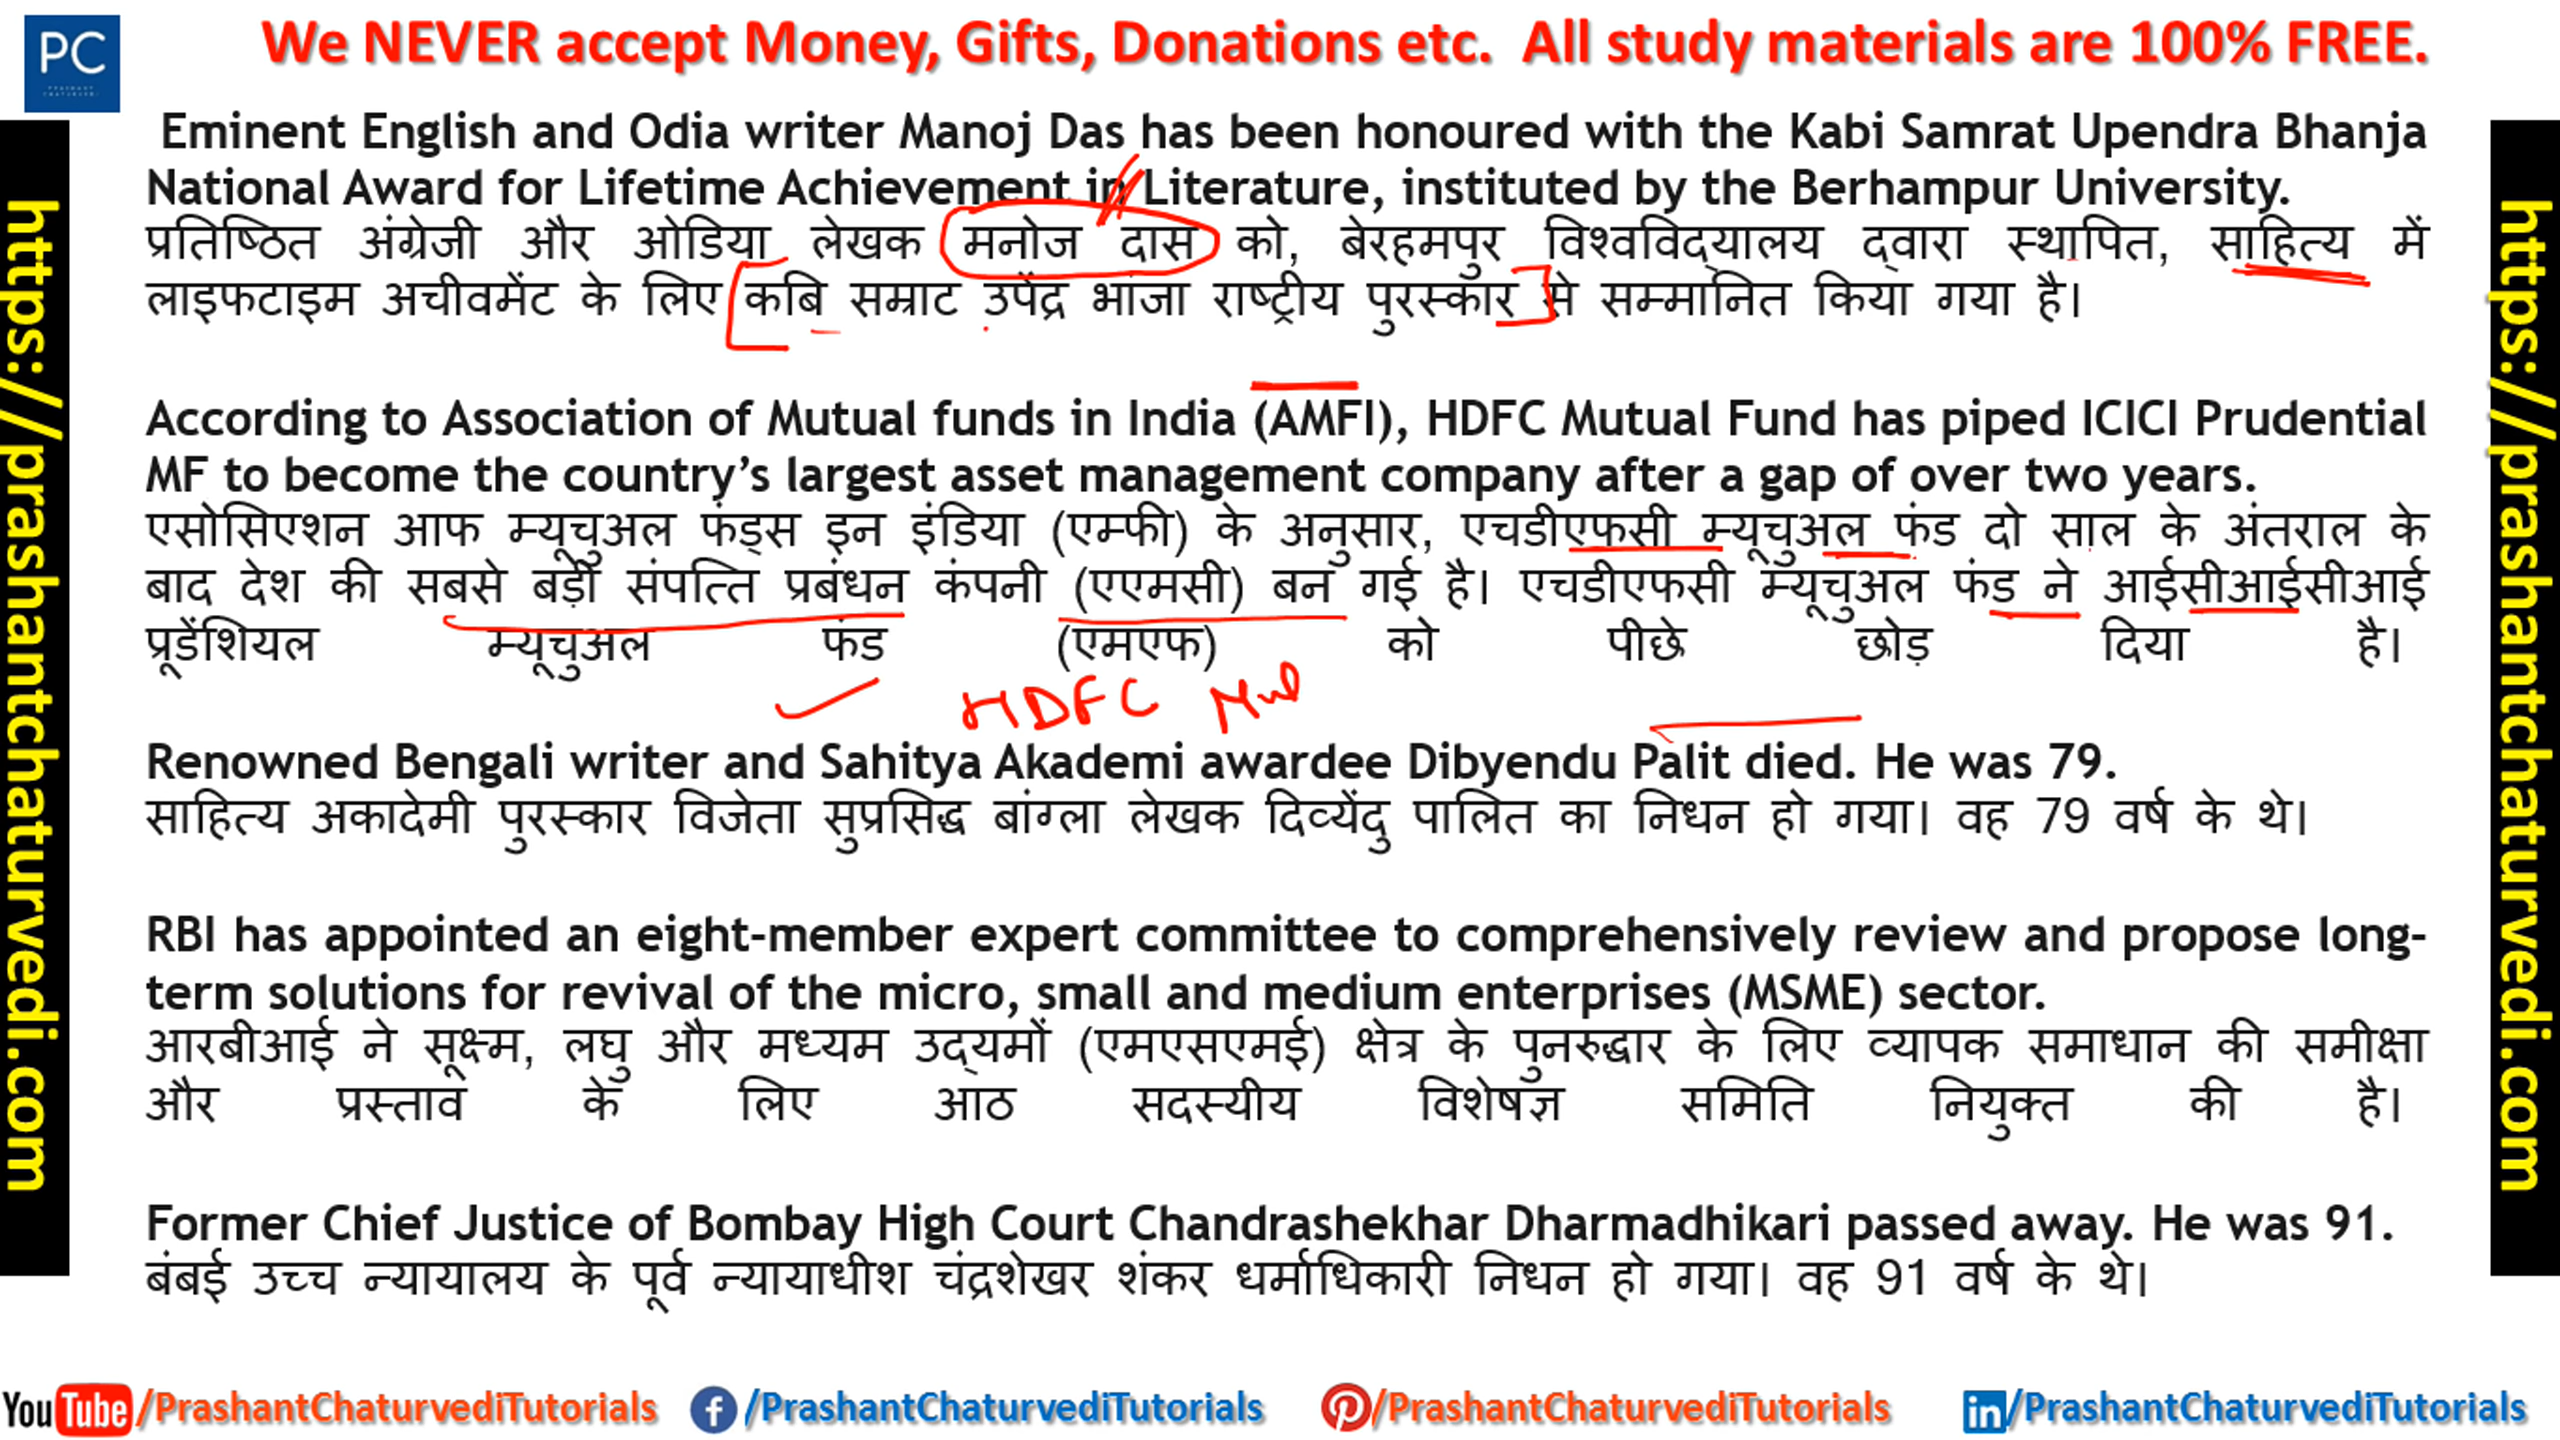 PC
PRASHANT
CHATURVEDI
We NEVER accept Money, Gifts, Donations etc. All study materials are 100% FREE.
https://prashantchaturvedi.com
Eminent English and Odia writer Manoj Das has been honoured with the Kabi Samrat Upendra Bhanja
National Award for Lifetime Achievement in Literature, instituted by the Berhampur University.
प्रतिष्ठित अंग्रेजी और ओडिया लेखक मनोज दास को, बेरहमपुर विश्वविद्यालय द्वारा स्थापित, साहित्य में
लाइफटाइम अचीवमेंट के लिए कबि सम्राट उपेंद्र भांजा राष्ट्रीय पुरस्कार से सम्मानित किया गया है।
According to Association of Mutual funds in India (AMFI), HDFC Mutual Fund has piped ICICI Prudential
MF to become the country’s largest asset management company after a gap of over two years.
एसोसिएशन आफ म्यूचुअल फंड्स इन इंडिया (एम्फी) के अनुसार, एचडीएफसी म्यूचुअल फंड दो साल के अंतराल के
बाद देश की सबसे बड़ी संपत्ति प्रबंधन कंपनी (एएमसी) बन गई है। एचडीएफसी म्यूचुअल फंड ने आईसीआईसीआई
प्रूडेंशियल म्यूचुअल फंड (एमएफ) को पीछे छोड़ दिया है।
HDFC
Renowned Bengali writer and Sahitya Akademi awardee Dibyendu Palit died. He was 79.
साहित्य अकादेमी पुरस्कार विजेता सुप्रसिद्ध बांग्ला लेखक दिव्येंदु पालित का निधन हो गया। वह 79 वर्ष के थे।
RBI has appointed an eight-member expert committee to comprehensively review and propose long-
term solutions for revival of the micro, small and medium enterprises (MSME) sector.
आरबीआई ने सूक्ष्म, लघु और मध्यम उद्यमों (एमएसएमई) क्षेत्र के पुनरुद्धार के लिए व्यापक समाधान की समीक्षा
और प्रस्ताव के लिए आठ सदस्यीय विशेषज्ञ समिति नियुक्त की है।
Former Chief Justice of Bombay High Court Chandrashekhar Dharmadhikari passed away. He was 91.
बंबई उच्च न्यायालय के पूर्व न्यायाधीश चंद्रशेखर शंकर धर्माधिकारी निधन हो गया। वह 91 वर्ष के थे।
https://prashantchaturvedi.com
YouTube/PrashantChaturvediTutorials f/PrashantChaturvediTutorials /PrashantChaturvediTutorials in/PrashantChaturvediTutorials